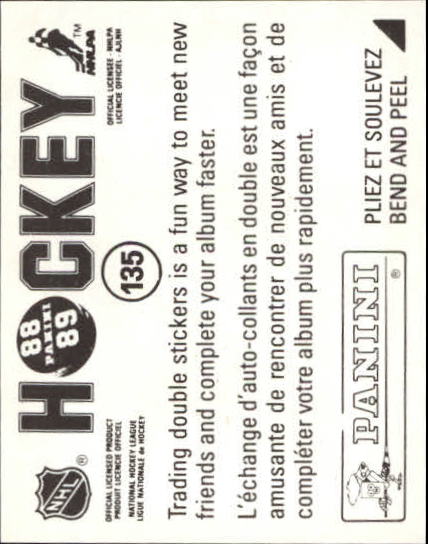 NHL
®
OFFICIAL LICENSED PRODUCT
PRODUIT LICENCIÉ OFFICIEL
NATIONAL HOCKEY LEAGUE
LIGUE NATIONALE de HOCKEY
HOCKEY
88
PANINI
89
135
TM
NHLPA
OFFICIAL LICENSEE - NHLPA
LICENCIE OFFICIEL - AJLNH
Trading double stickers is a fun way to meet new
friends and complete your album faster.
L'échange d'auto-collants en double est une façon
amusante de rencontrer de nouveaux amis et de
compléter votre album plus rapidement.
PANINI
®
PLIEZ ET SOULEVEZ
BEND AND PEEL